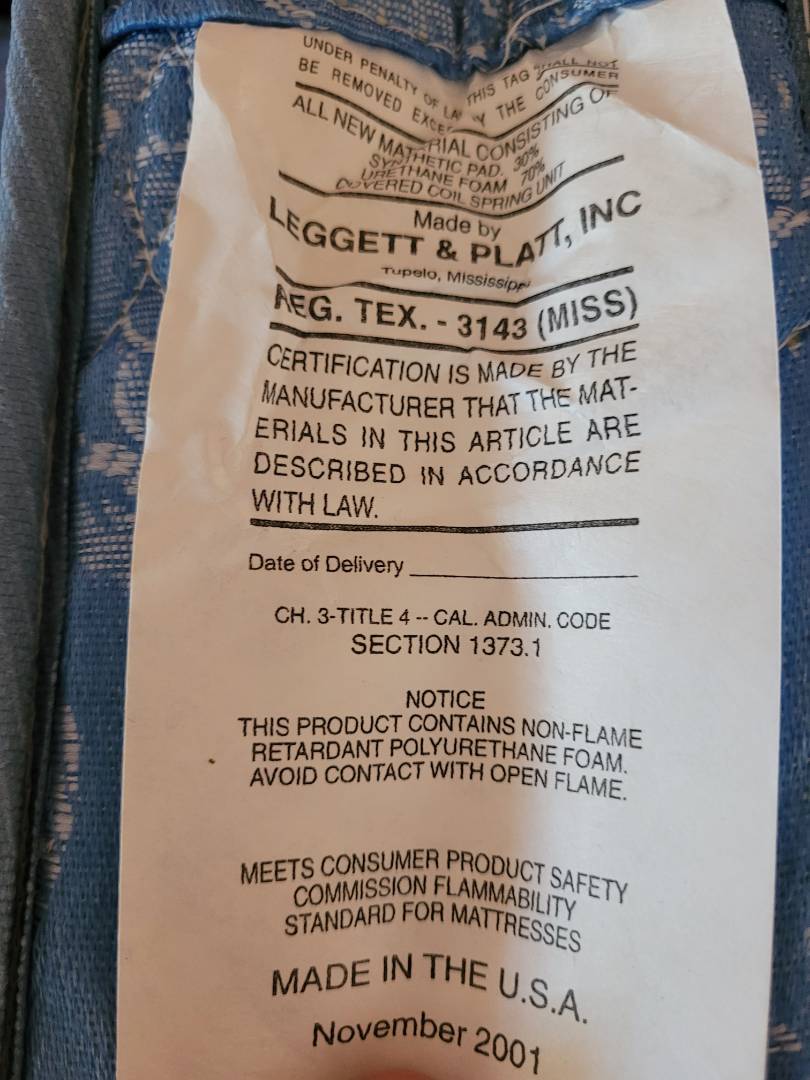 UNDER PENALTY OF LAW THIS TAG SHALL NOT
BE REMOVED EXCEPT BY THE CONSUMER
ALL NEW MATERIAL CONSISTING OF
SYNTHETIC PAD. 30%
URETHANE FOAM 70%
COVERED COIL SPRING UNIT
Made by
LEGGETT & PLATT, INC
Tupelo, Mississippi
REG. TEX. - 3143 (MISS)
CERTIFICATION IS MADE BY THE
MANUFACTURER THAT THE MAT-
ERIALS IN THIS ARTICLE ARE
DESCRIBED IN ACCORDANCE
WITH LAW.
Date of Delivery
CH. 3-TITLE 4 -- CAL. ADMIN. CODE
SECTION 1373.1
NOTICE
THIS PRODUCT CONTAINS NON-FLAME
RETARDANT POLYURETHANE FOAM.
AVOID CONTACT WITH OPEN FLAME.
MEETS CONSUMER PRODUCT SAFETY
COMMISSION FLAMMABILITY
STANDARD FOR MATTRESSES
MADE IN THE U.S.A.
November 2001